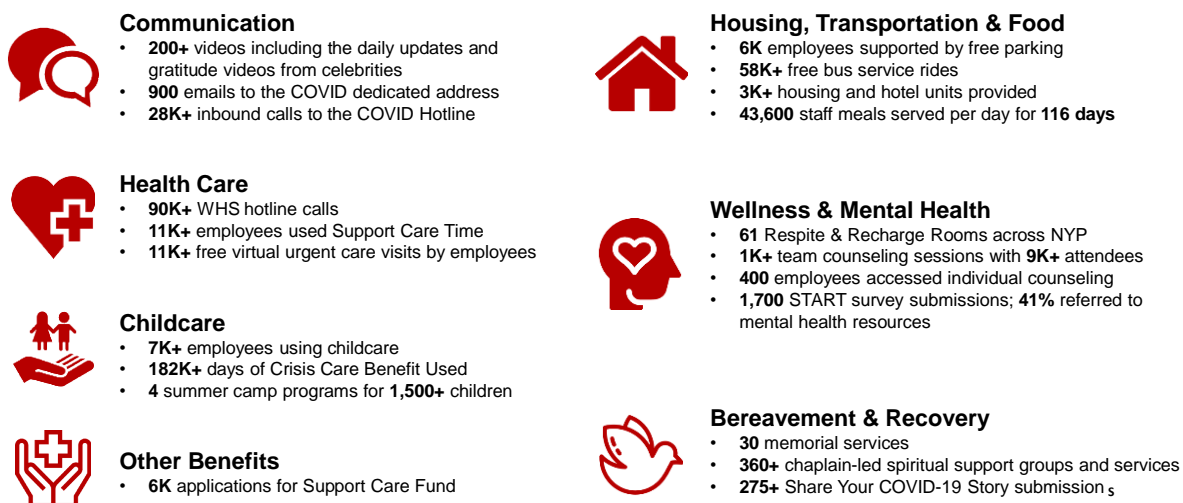 Communication
• 200+ videos including the daily updates and
gratitude videos from celebrities
• 900 emails to the COVID dedicated address
• 28K+ inbound calls to the COVID Hotline
Health Care
• 90K+ WHS hotline calls
• 11K+ employees used Support Care Time
• 11K+ free virtual urgent care visits by employees
Childcare
• 7K+ employees using childcare
• 182K+ days of Crisis Care Benefit Used
• 4 summer camp programs for 1,500+ children
Other Benefits
• 6K applications for Support Care Fund
Housing, Transportation & Food
• 6K employees supported by free parking
• 58K+ free bus service rides
• 3K+ housing and hotel units provided
• 43,600 staff meals served per day for 116 days
Wellness & Mental Health
• 61 Respite & Recharge Rooms across NYP
• 1K+ team counseling sessions with 9K+ attendees
• 400 employees accessed individual counseling
• 1,700 START survey submissions; 41% referred to
mental health resources
Bereavement & Recovery
• 30 memorial services
• 360+ chaplain-led spiritual support groups and services
• 275+ Share Your COVID-19 Story submissions